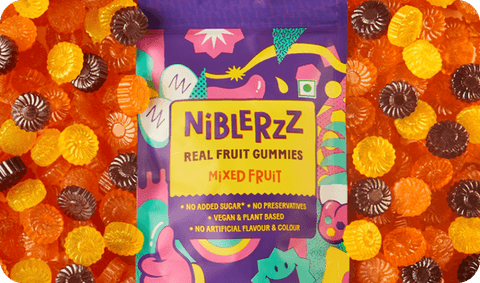 NiBLERZZ
REAL FRUIT GUMMIES
MiXED FRUIT
• NO ADDED SUGAR* • NO PRESERVATIVES
• VEGAN & PLANT BASED
• NO ARTIFICIAL FLAVOUR & COLOUR